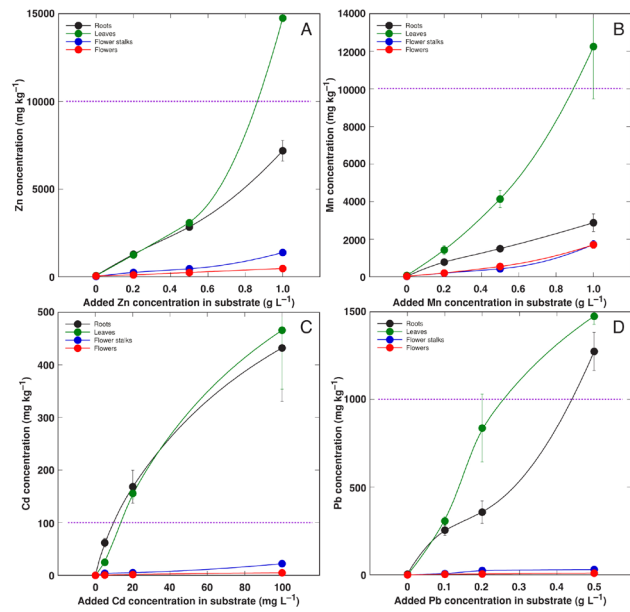 A
Roots
Leaves
Flower stalks
Flowers
Zn concentration (mg kg⁻¹)
15000
10000
5000
0
0.0 0.2 0.4 0.6 0.8 1.0
Added Zn concentration in substrate (g L⁻¹)
B
Roots
Leaves
Flower stalks
Flowers
Mn concentration (mg kg⁻¹)
14000
12000
10000
8000
6000
4000
2000
0
0.0 0.2 0.4 0.6 0.8 1.0
Added Mn concentration in substrate (g L⁻¹)
C
Roots
Leaves
Flower stalks
Flowers
Cd concentration (mg kg⁻¹)
500
400
300
200
100
0
0 20 40 60 80 100
Added Cd concentration in substrate (mg L⁻¹)
D
Roots
Leaves
Flower stalks
Flowers
Pb concentration (mg kg⁻¹)
1500
1000
500
0
0.0 0.1 0.2 0.3 0.4 0.5
Added Pb concentration in substrate (g L⁻¹)